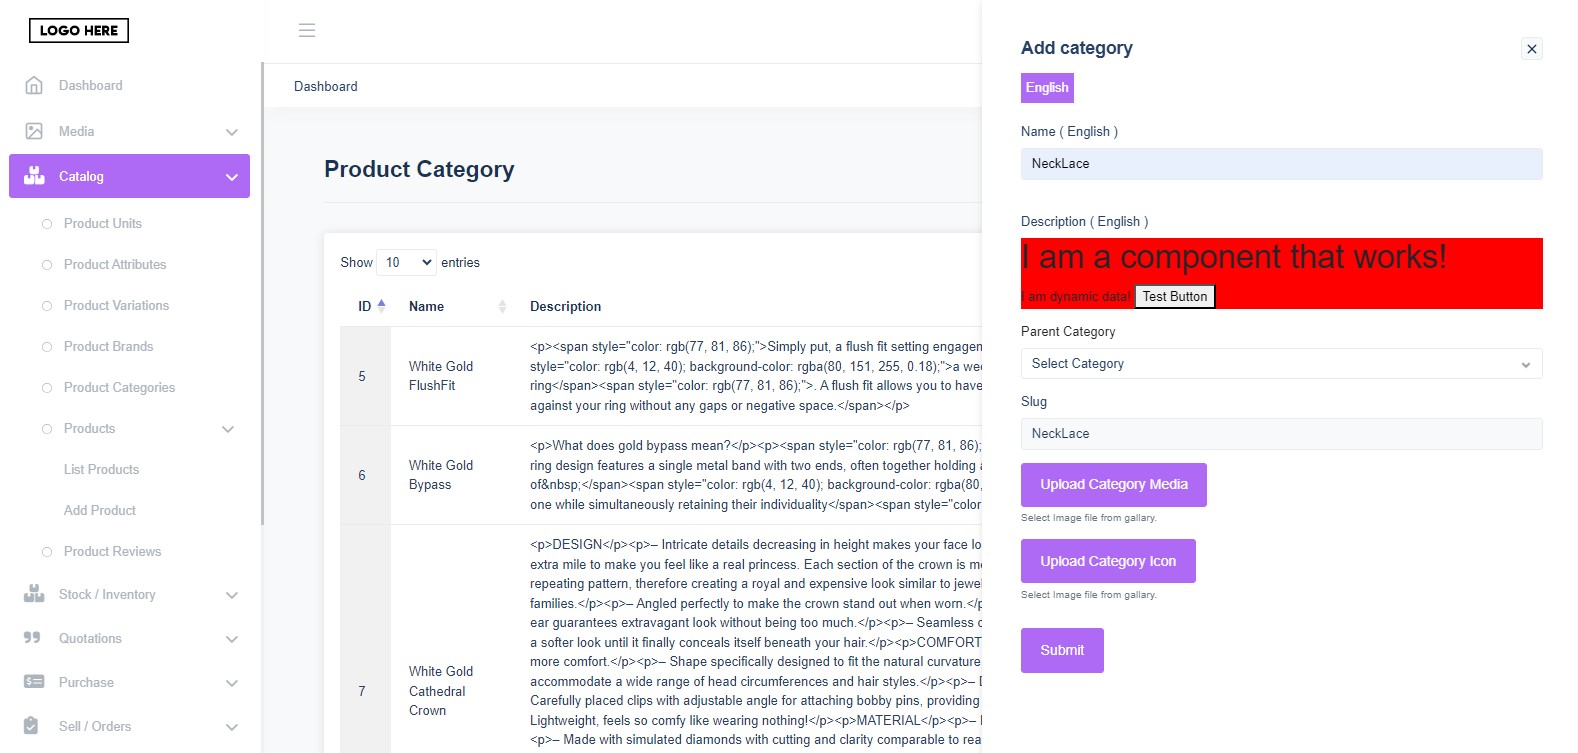 LOGO HERE
Dashboard
Media
Catalog
Product Units
Product Attributes
Product Variations
Product Brands
Product Categories
Products
List Products
Add Product
Product Reviews
Stock / Inventory
Quotations
Purchase
Sell / Orders
Dashboard
Product Category
Show 10 entries
ID Name Description
5
White Gold
FlushFit
<p><span style="color: rgb(77, 81, 86);">Simply put, a flush fit setting engagen
style="color: rgb(4, 12, 40); background-color: rgba(80, 151, 255, 0.18);">a wed
ring</span><span style="color: rgb(77, 81, 86);">. A flush fit allows you to have
against your ring without any gaps or negative space.</span></p>
6
White Gold
Bypass
<p>What does gold bypass mean?</p><p><span style="color: rgb(77, 81, 86);
ring design features a single metal band with two ends, often together holding a
of&nbsp;</span><span style="color: rgb(4, 12, 40); background-color: rgba(80,
one while simultaneously retaining their individuality</span><span style="color
7
White Gold
Cathedral
Crown
<p>DESIGN</p><p>– Intricate details decreasing in height makes your face lo
extra mile to make you feel like a real princess. Each section of the crown is me
repeating pattern, therefore creating a royal and expensive look similar to jewel
families.</p><p>– Angled perfectly to make the crown stand out when worn.</p
ear guarantees extravagant look without being too much.</p><p>– Seamless c
a softer look until it finally conceals itself beneath your hair.</p><p>COMFORT
more comfort.</p><p>– Shape specifically designed to fit the natural curvature
accommodate a wide range of head circumferences and hair styles.</p><p>– D
Carefully placed clips with adjustable angle for attaching bobby pins, providing
Lightweight, feels so comfy like wearing nothing!</p><p>MATERIAL</p><p>–
<p>– Made with simulated diamonds with cutting and clarity comparable to rea
Add category
English
Name ( English )
NeckLace
Description ( English )
I am a component that works!
I am dynamic data! Test Button
Parent Category
Select Category
Slug
NeckLace
Upload Category Media
Select Image file from gallary.
Upload Category Icon
Select Image file from gallary.
Submit